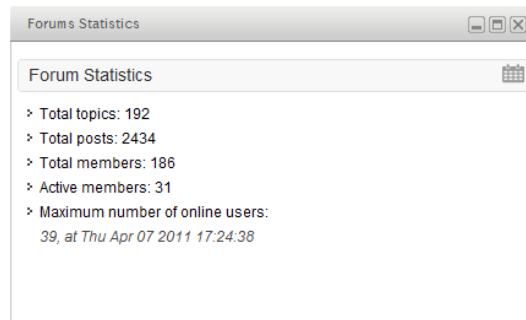 Forums Statistics
Forum Statistics
Total topics: 192
Total posts: 2434
Total members: 186
Active members: 31
Maximum number of online users:
39, at Thu Apr 07 2011 17:24:38